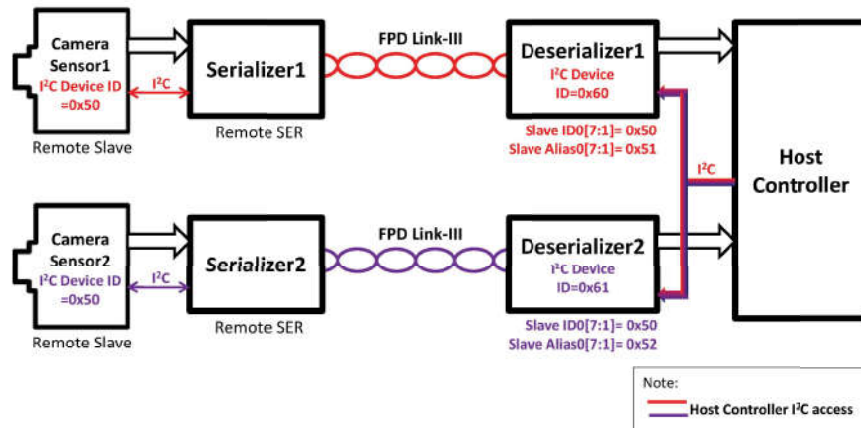 Camera
Sensor1
I²C Device ID
=0x50
I²C
Remote Slave
Serializer1
Remote SER
FPD Link-III
Deserializer1
I²C Device
ID=0x60
Slave ID0[7:1]= 0x50
Slave Alias0[7:1]= 0x51
I²C
Host
Controller
Camera
Sensor2
I²C Device ID
=0x50
I²C
Remote Slave
Serializer2
Remote SER
FPD Link-III
Deserializer2
I²C Device
ID=0x61
Slave ID0[7:1]= 0x50
Slave Alias0[7:1]= 0x52
Note:
Host Controller I²C access